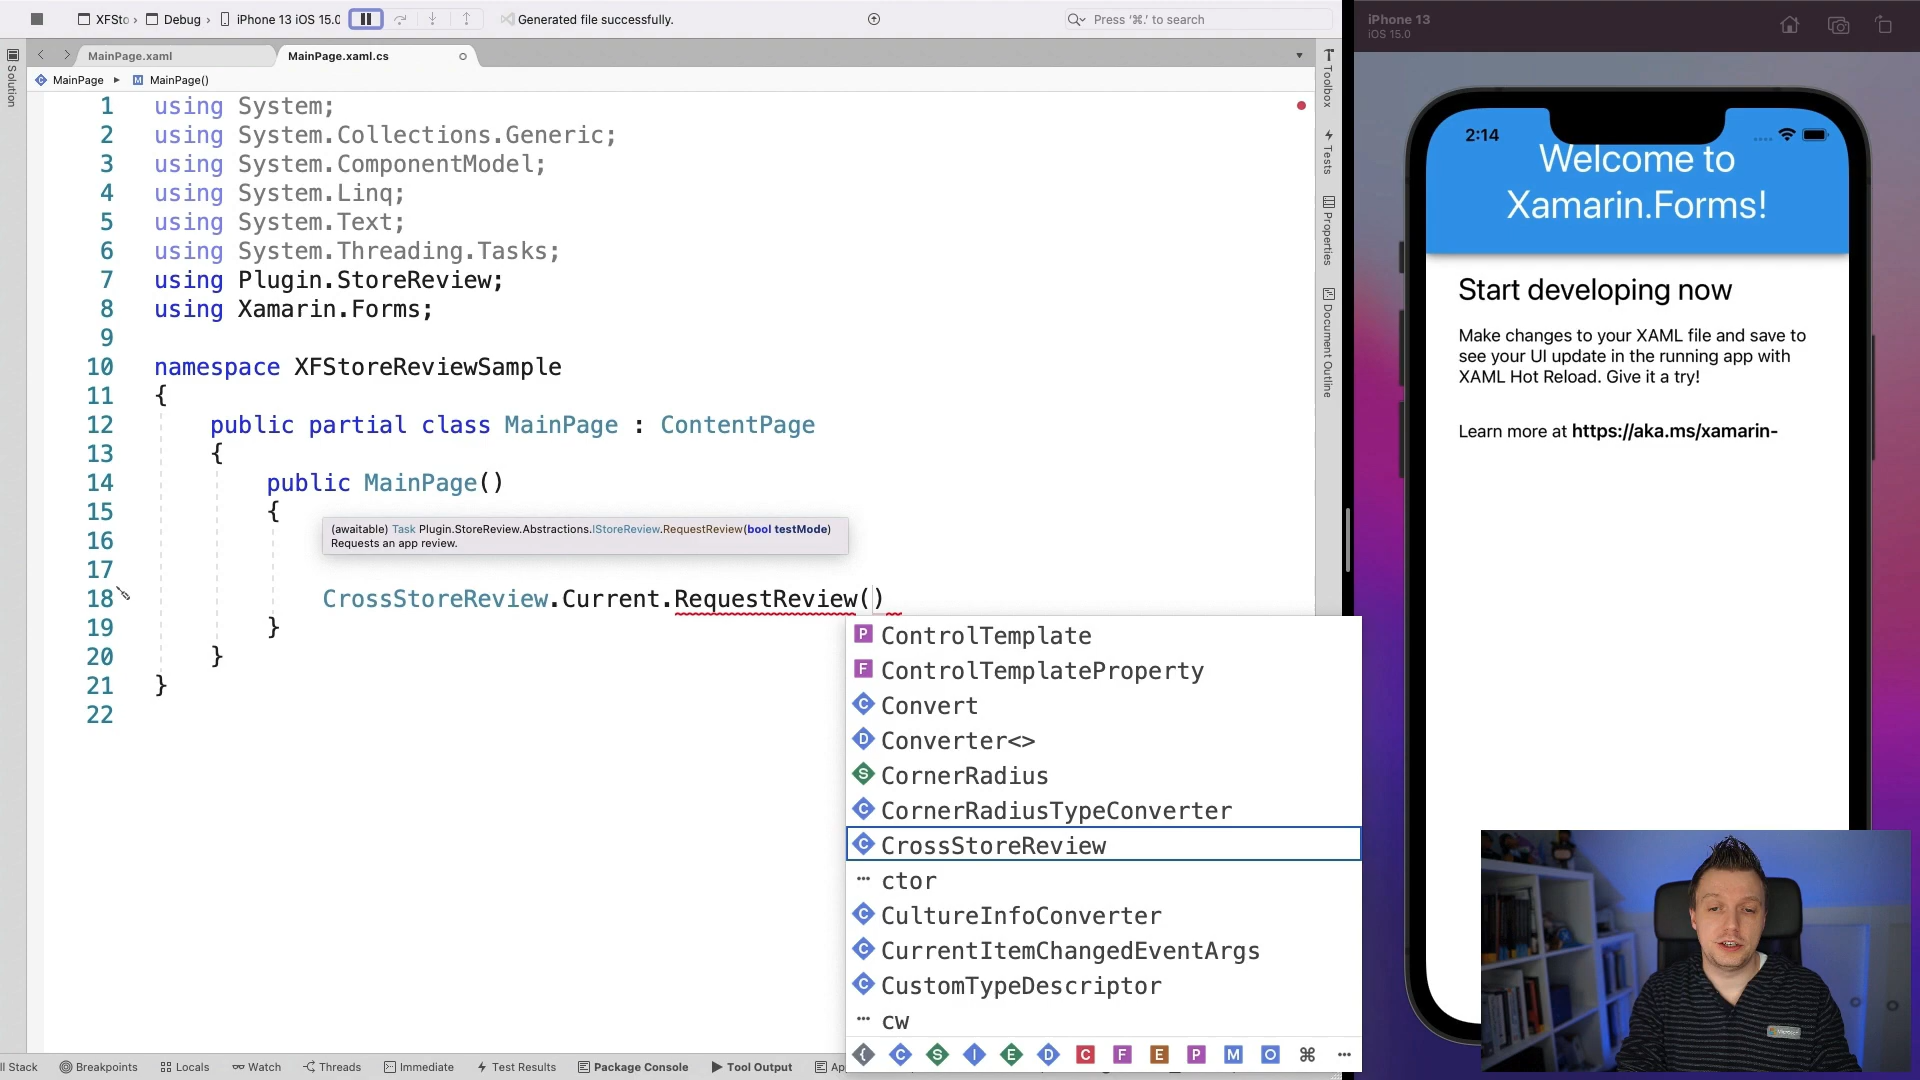 XFSto
Debug
iPhone 13 iOS 15.0
Generated file successfully.
Press '⌘.' to search
MainPage.xaml
MainPage.xaml.cs
MainPage
M MainPage()
Solution
1 using System;
2 using System.Collections.Generic;
3 using System.ComponentModel;
4 using System.Linq;
5 using System.Text;
6 using System.Threading.Tasks;
7 using Plugin.StoreReview;
8 using Xamarin.Forms;
9
10 namespace XFStoreReviewSample
11 {
12 public partial class MainPage : ContentPage
13 {
14 public MainPage()
15 {
(awaitable) Task Plugin.StoreReview.Abstractions.IStoreReview.RequestReview(bool testMode)
Requests an app review.
16
17
18 CrossStoreReview.Current.RequestReview()
19 }
20 }
21 }
22
P ControlTemplate
F ControlTemplateProperty
C Convert
D Converter<>
S CornerRadius
C CornerRadiusTypeConverter
C CrossStoreReview
ctor
C CultureInfoConverter
C CurrentItemChangedEventArgs
C CustomTypeDescriptor
cw
{ C S I E D C F E P M O ⌘ ...
Toolbox
Tests
Properties
Document Outline
ll Stack
Breakpoints
Locals
Watch
Threads
Immediate
Test Results
Package Console
Tool Output
Ap
iPhone 13
iOS 15.0
2:14
Welcome to
Xamarin.Forms!
Start developing now
Make changes to your XAML file and save to
see your UI update in the running app with
XAML Hot Reload. Give it a try!
Learn more at https://aka.ms/xamarin-